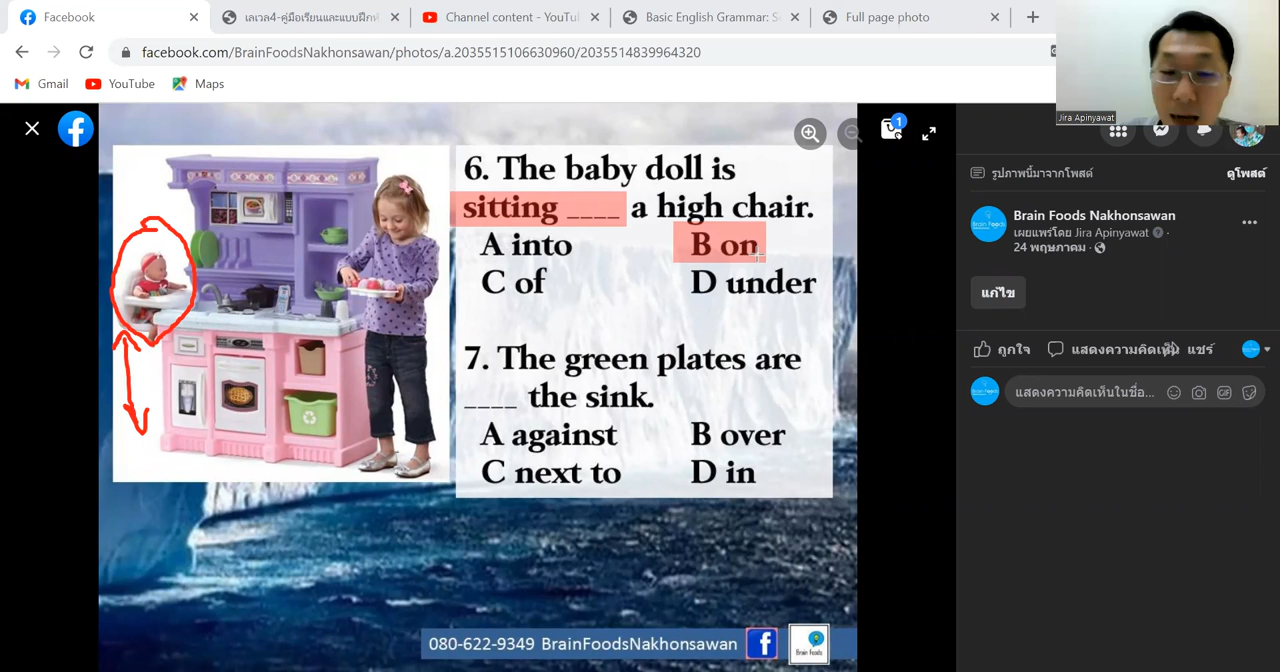 Facebook
เลเวล4-คู่มือเรียนและแบบฝึกห
Channel content - YouTu
Basic English Grammar: S
Full page photo
facebook.com/BrainFoodsNakhonsawan/photos/a.2035515106630960/2035514839964320
Gmail
YouTube
Maps
Jira Apinyawat
1
6. The baby doll is
sitting ____ a high chair.
A into
B on
C of
D under
7. The green plates are
____ the sink.
A against
B over
C next to
D in
080-622-9349 BrainFoodsNakhonsawan
Brain Foods
รูปภาพนี้มาจากโพสต์
ดูโพสต์
Brain Foods Nakhonsawan
เผยแพร่โดย Jira Apinyawat
24 พฤษภาคม
แก้ไข
ถูกใจ
แสดงความคิดเห็น
แชร์
แสดงความคิดเห็นในชื่อ...
GIF